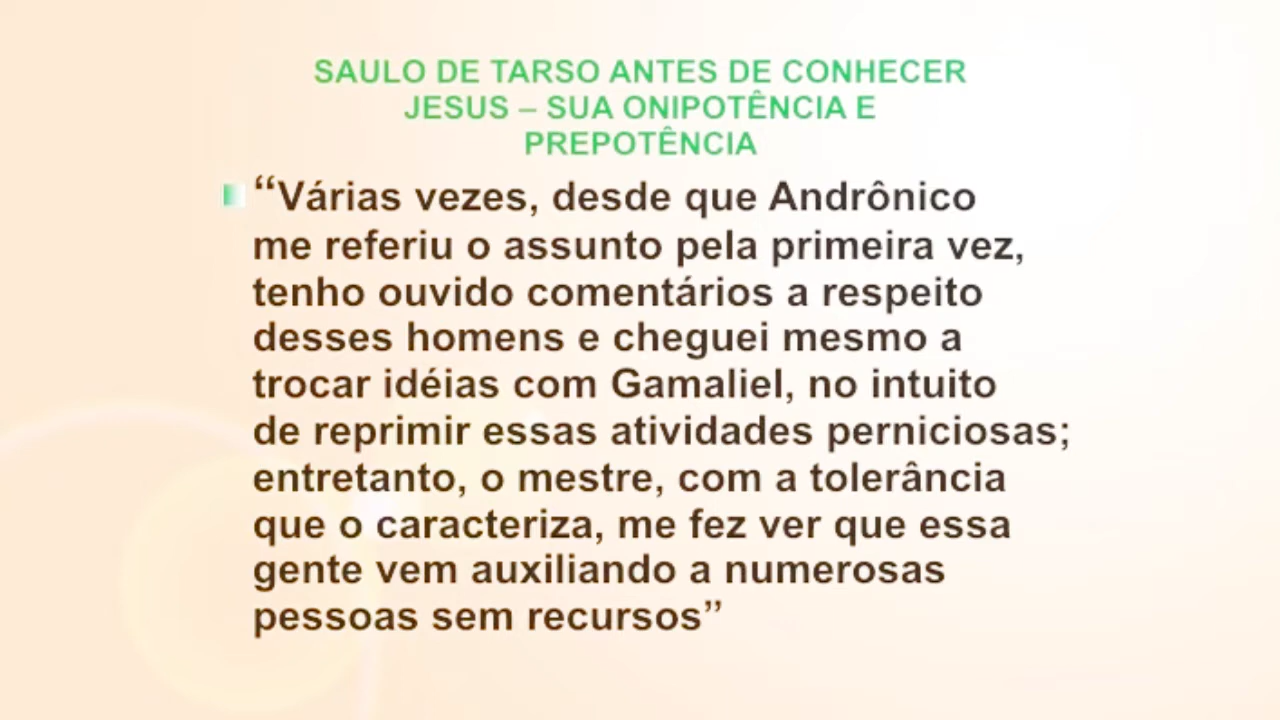 SAULO DE TARSO ANTES DE CONHECER
JESUS – SUA ONIPOTÊNCIA E
PREPOTÊNCIA
“Várias vezes, desde que Andrônico
me referiu o assunto pela primeira vez,
tenho ouvido comentários a respeito
desses homens e cheguei mesmo a
trocar idéias com Gamaliel, no intuito
de reprimir essas atividades perniciosas;
entretanto, o mestre, com a tolerância
que o caracteriza, me fez ver que essa
gente vem auxiliando a numerosas
pessoas sem recursos”